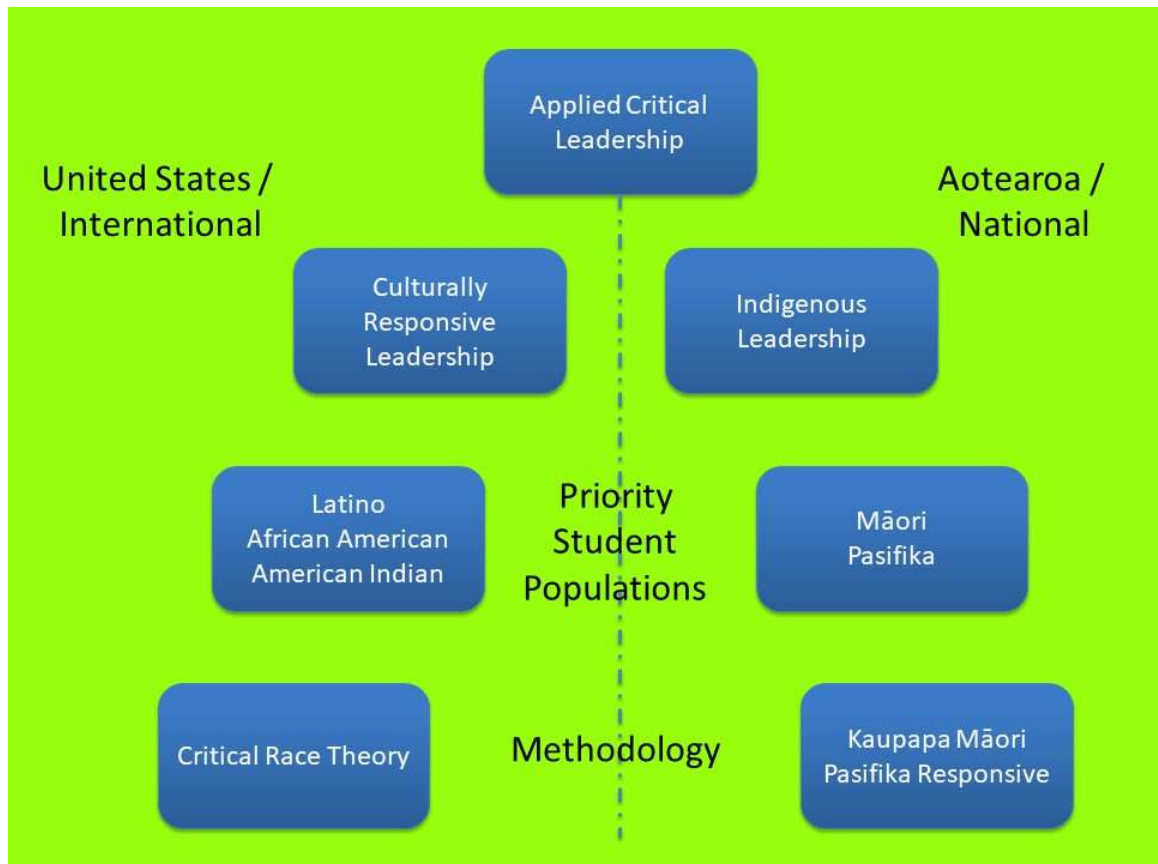 Applied Critical
Leadership
United States /
International
Aotearoa /
National
Culturally
Responsive
Leadership
Indigenous
Leadership
Latino
African American
American Indian
Priority
Student
Populations
Māori
Pasifika
Critical Race Theory
Methodology
Kaupapa Māori
Pasifika Responsive